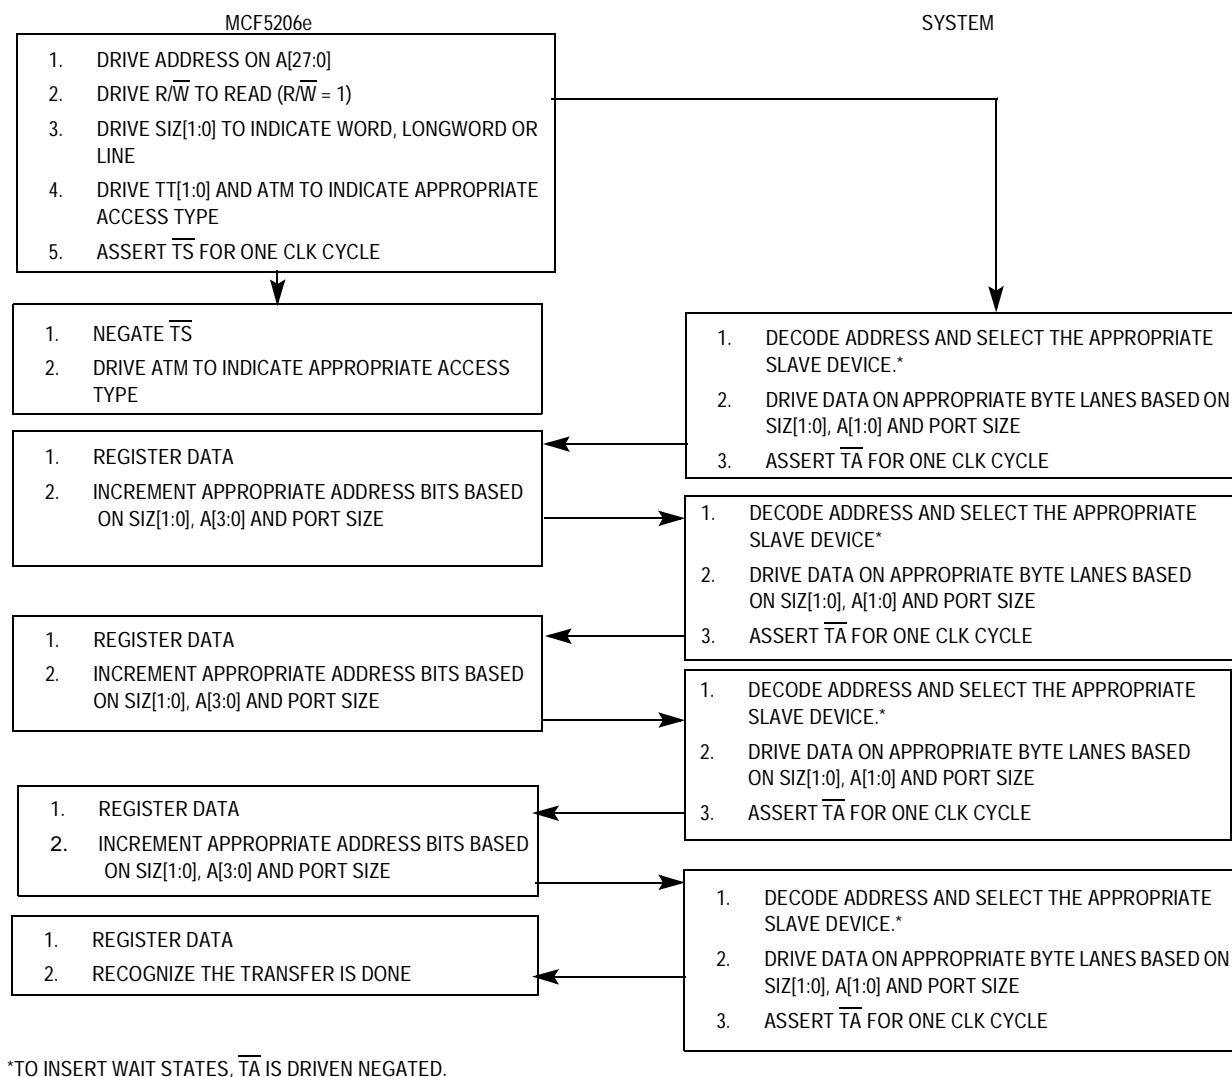 MCF5206e
SYSTEM
1. DRIVE ADDRESS ON A[27:0]
2. DRIVE R/W̅ TO READ (R/W̅ = 1)
3. DRIVE SIZ[1:0] TO INDICATE WORD, LONGWORD OR
LINE
4. DRIVE TT[1:0] AND ATM TO INDICATE APPROPRIATE
ACCESS TYPE
5. ASSERT T̅S̅ FOR ONE CLK CYCLE
1. NEGATE T̅S̅
2. DRIVE ATM TO INDICATE APPROPRIATE ACCESS
TYPE
1. DECODE ADDRESS AND SELECT THE APPROPRIATE
SLAVE DEVICE.*
2. DRIVE DATA ON APPROPRIATE BYTE LANES BASED ON
SIZ[1:0], A[1:0] AND PORT SIZE
3. ASSERT T̅A̅ FOR ONE CLK CYCLE
1. REGISTER DATA
2. INCREMENT APPROPRIATE ADDRESS BITS BASED
ON SIZ[1:0], A[3:0] AND PORT SIZE
1. DECODE ADDRESS AND SELECT THE APPROPRIATE
SLAVE DEVICE*
2. DRIVE DATA ON APPROPRIATE BYTE LANES BASED
ON SIZ[1:0], A[1:0] AND PORT SIZE
3. ASSERT T̅A̅ FOR ONE CLK CYCLE
1. REGISTER DATA
2. INCREMENT APPROPRIATE ADDRESS BITS BASED
ON SIZ[1:0], A[3:0] AND PORT SIZE
1. DECODE ADDRESS AND SELECT THE APPROPRIATE
SLAVE DEVICE.*
2. DRIVE DATA ON APPROPRIATE BYTE LANES BASED
ON SIZ[1:0], A[1:0] AND PORT SIZE
3. ASSERT T̅A̅ FOR ONE CLK CYCLE
1. REGISTER DATA
2. INCREMENT APPROPRIATE ADDRESS BITS BASED
ON SIZ[1:0], A[3:0] AND PORT SIZE
1. DECODE ADDRESS AND SELECT THE APPROPRIATE
SLAVE DEVICE.*
2. DRIVE DATA ON APPROPRIATE BYTE LANES BASED ON
SIZ[1:0], A[1:0] AND PORT SIZE
3. ASSERT T̅A̅ FOR ONE CLK CYCLE
1. REGISTER DATA
2. RECOGNIZE THE TRANSFER IS DONE
*TO INSERT WAIT STATES, T̅A̅ IS DRIVEN NEGATED.